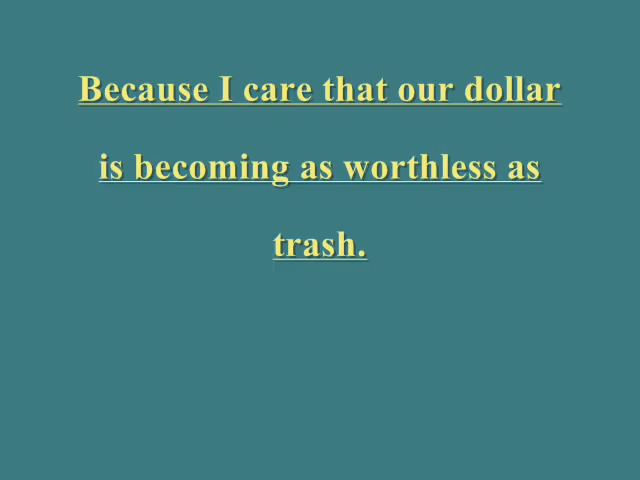 Because I care that our dollar
is becoming as worthless as
trash.